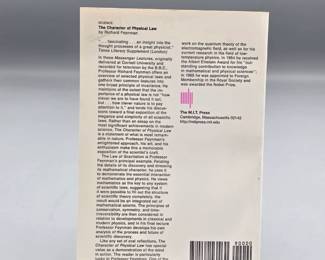 SCIENCE
The Character of Physical Law
by Richard Feynman
". . . fascinating . . . an insight into the
thought processes of a great physicist."
Times Literary Supplement (London)
In these Messenger Lectures, originally
delivered at Cornell University and
recorded for television by the B.B.C.,
Professor Richard Feynman offers an
overview of selected physical laws and
gathers their common features into
one broad principle of invariance. He
maintains at the outset that the im-
portance of a physical law is not "how
clever we are to have found it out,
but . . . how clever nature is to pay
attention to it," and tends his discus-
sions toward a final exposition of the
elegance and simplicity of all scientific
laws. Rather than an essay on the
most significant achievements in modern
science, The Character of Physical Law
is a statement of what is most remark-
able in nature. Professor Feynman's
enlightened approach, his wit, and his
enthusiasm make this a memorable
exposition of the scientist's craft.
The Law of Gravitation is Professor
Feynman's principal example. Relating
the details of its discovery and stressing
its mathematical character, he uses it
to demonstrate the essential interaction
of mathematics and physics. He views
mathematics as the key to any system
of scientific laws, suggesting that if it
were possible to fill out the structure
of scientific theory completely, the
result would be an integrated set of
mathematical axioms. The principles
of conservation, symmetry, and time-
irreversibility are then considered in
relation to developments in classical and
modern physics, and in his final lecture
Professor Feynman develops his own
analysis of the process and future of
scientific discovery.
Like any set of oral reflections, The
Character of Physical Law has special
value as a demonstration of the mind
in action. The reader is particularly
lucky in Professor Feynman. One of the
work on the quantum theory of the
electromagnetic field, as well as for his
current research in the field of low-
temperature physics. In 1954 he received
the Albert Einstein Award for his "out-
standing contribution to knowledge
in mathematical and physical sciences";
in 1965 he was appointed to Foreign
Membership in the Royal Society and
was awarded the Nobel Prize.
The M.I.T. Press
Cambridge, Massachusetts 02142
http://mitpress.mit.edu
90000